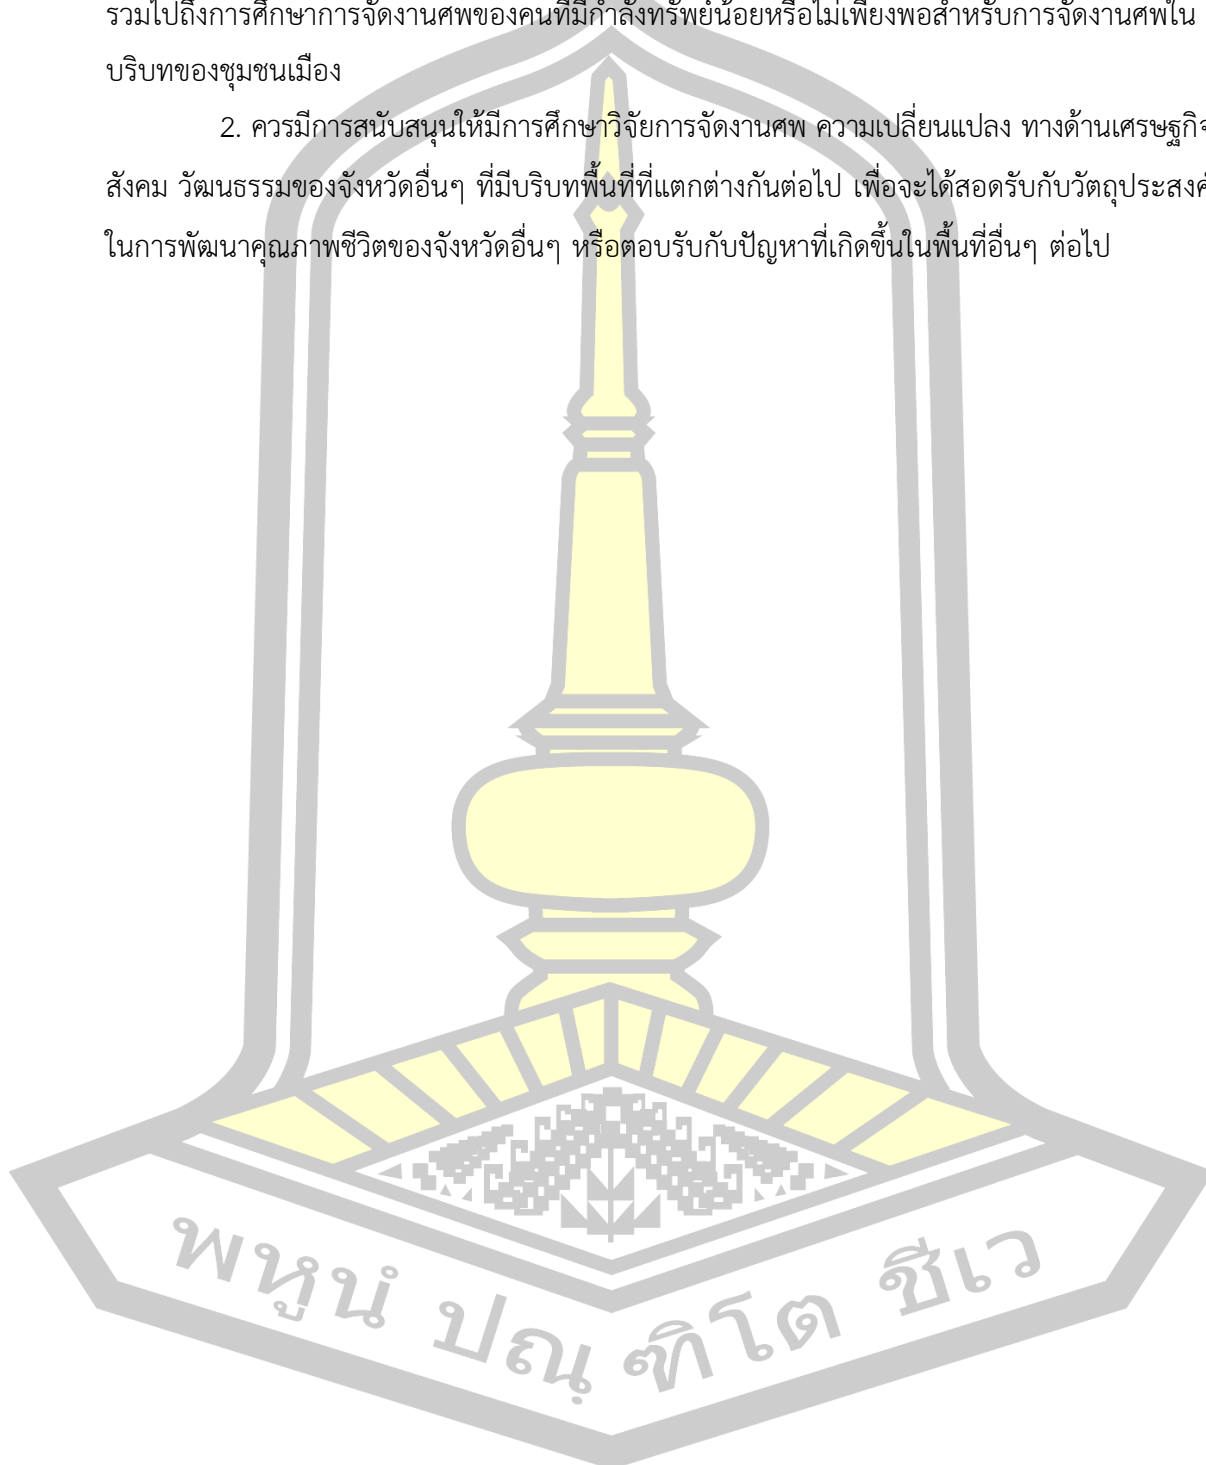 รวมไปถึงการศึกษาการจัดงานศพของคนที่มีกำลังทรัพย์น้อยหรือไม่เพียงพอสำหรับการจัดงานศพใน
บริบทของชุมชนเมือง
2. ควรมีการสนับสนุนให้มีการศึกษาวิจัยการจัดงานศพ ความเปลี่ยนแปลง ทางด้านเศรษฐกิจ
สังคม วัฒนธรรมของจังหวัดอื่นๆ ที่มีบริบทพื้นที่ที่แตกต่างกันต่อไป เพื่อจะได้สอดรับกับวัตถุประสงค์
ในการพัฒนาคุณภาพชีวิตของจังหวัดอื่นๆ หรือตอบรับกับปัญหาที่เกิดขึ้นในพื้นที่อื่นๆ ต่อไป
พหูนํ ปณฺฑิโต ชีเว